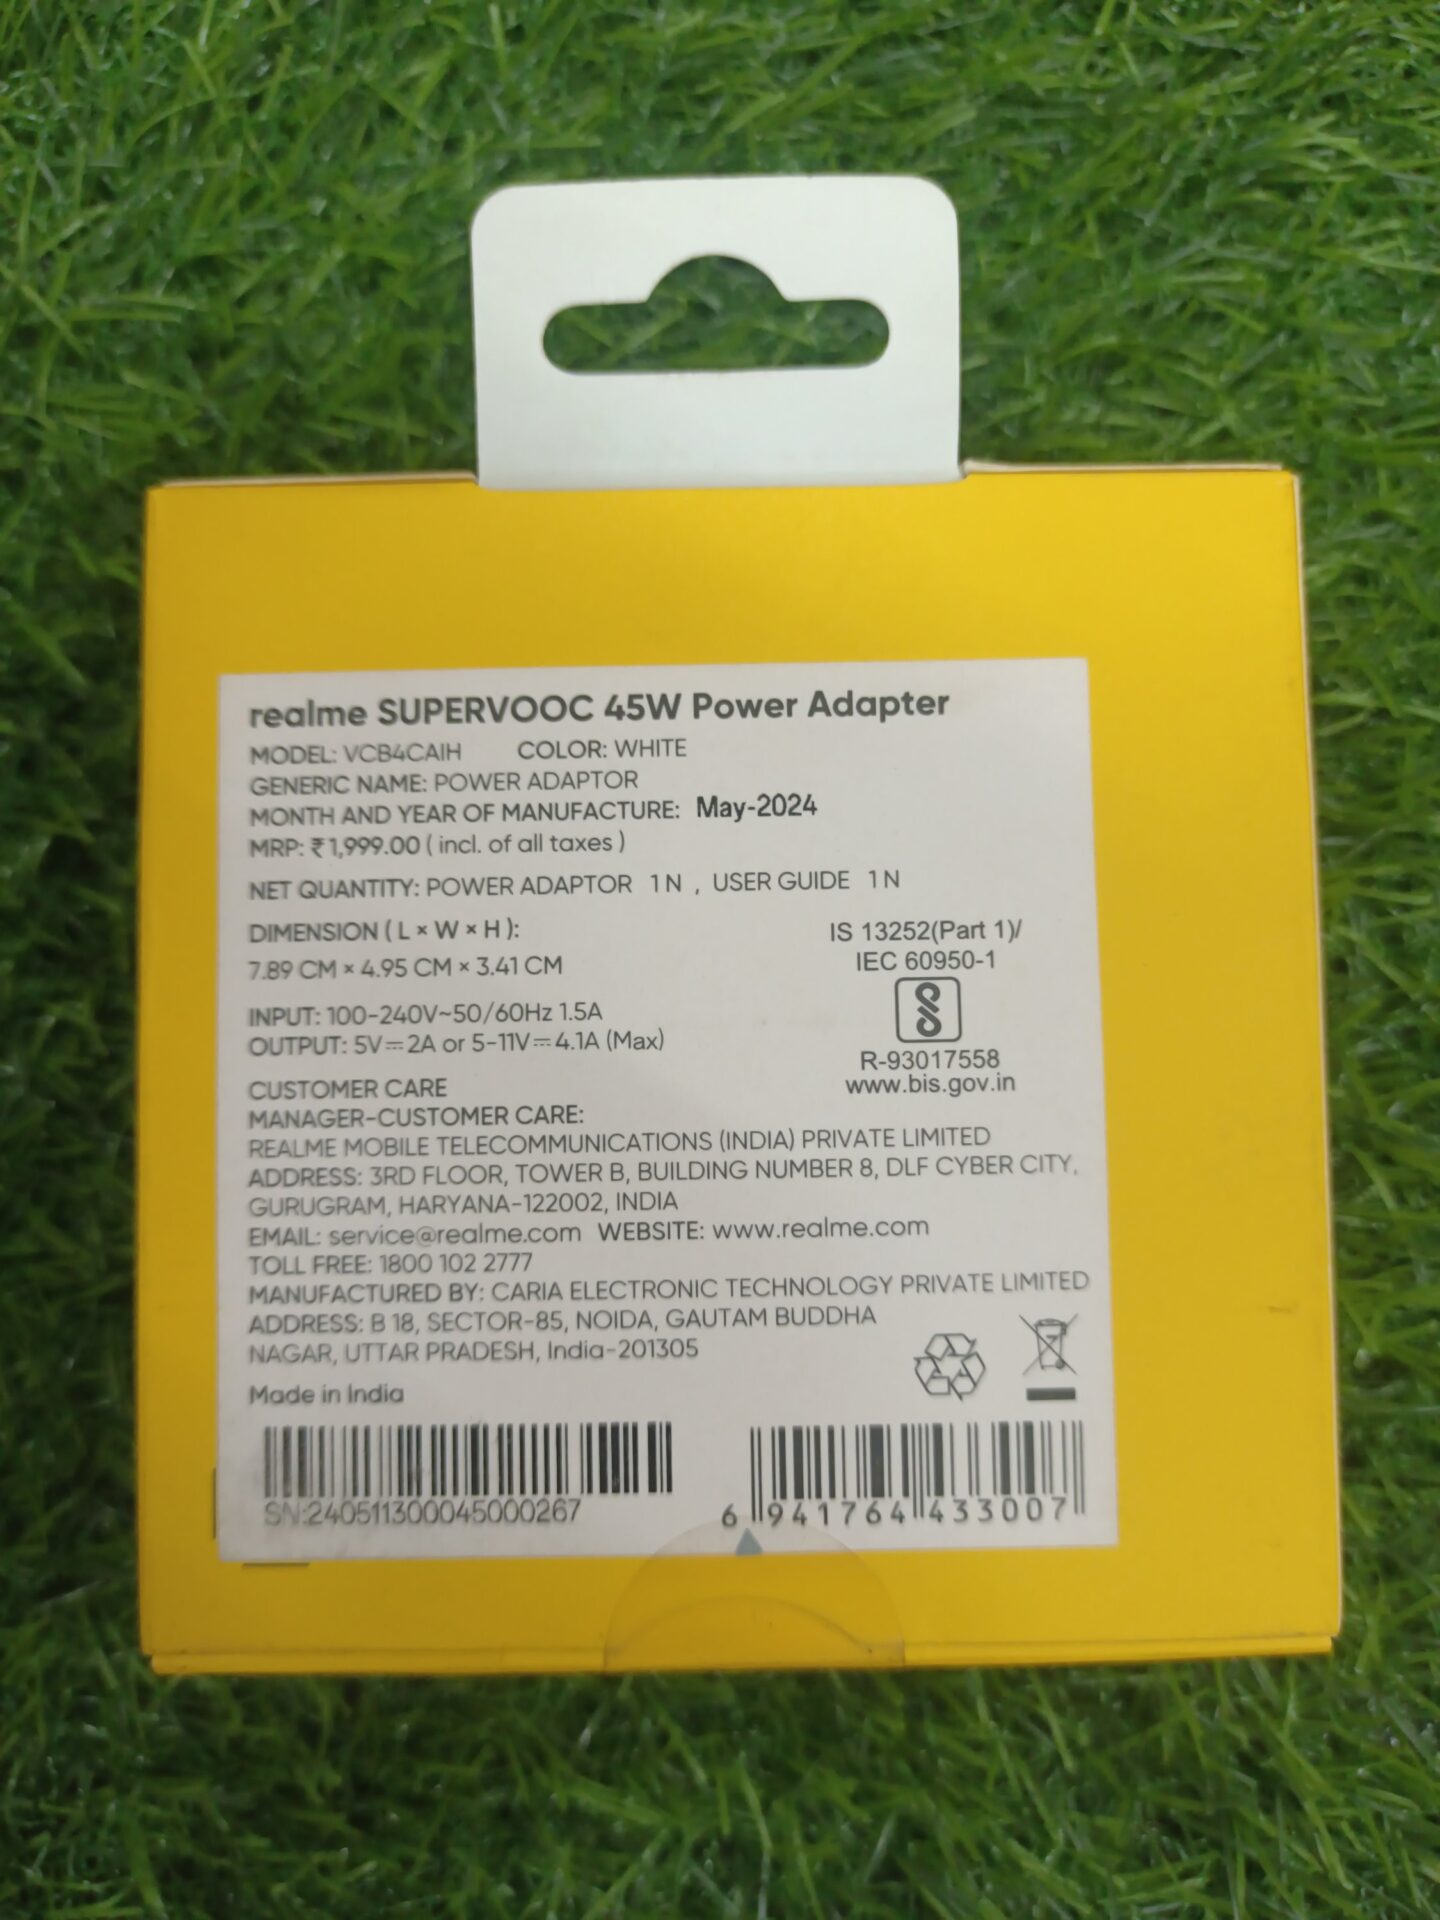 realme SUPERVOOC 45W Power Adapter
MODEL: VCB4CAIH COLOR: WHITE
GENERIC NAME: POWER ADAPTOR
MONTH AND YEAR OF MANUFACTURE: May-2024
MRP: ₹1,999.00 ( incl. of all taxes )
NET QUANTITY: POWER ADAPTOR 1 N , USER GUIDE 1 N
DIMENSION ( L × W × H ):
7.89 CM × 4.95 CM × 3.41 CM
IS 13252(Part 1)/
IEC 60950-1
R-93017558
www.bis.gov.in
INPUT: 100-240V~50/60Hz 1.5A
OUTPUT: 5V⎓2A or 5-11V⎓4.1A (Max)
CUSTOMER CARE
MANAGER-CUSTOMER CARE:
REALME MOBILE TELECOMMUNICATIONS (INDIA) PRIVATE LIMITED
ADDRESS: 3RD FLOOR, TOWER B, BUILDING NUMBER 8, DLF CYBER CITY,
GURUGRAM, HARYANA-122002, INDIA
EMAIL: service@realme.com WEBSITE: www.realme.com
TOLL FREE: 1800 102 2777
MANUFACTURED BY: CARIA ELECTRONIC TECHNOLOGY PRIVATE LIMITED
ADDRESS: B 18, SECTOR-85, NOIDA, GAUTAM BUDDHA
NAGAR, UTTAR PRADESH, India-201305
Made in India
SN:240511300045000267
6 941764 433007